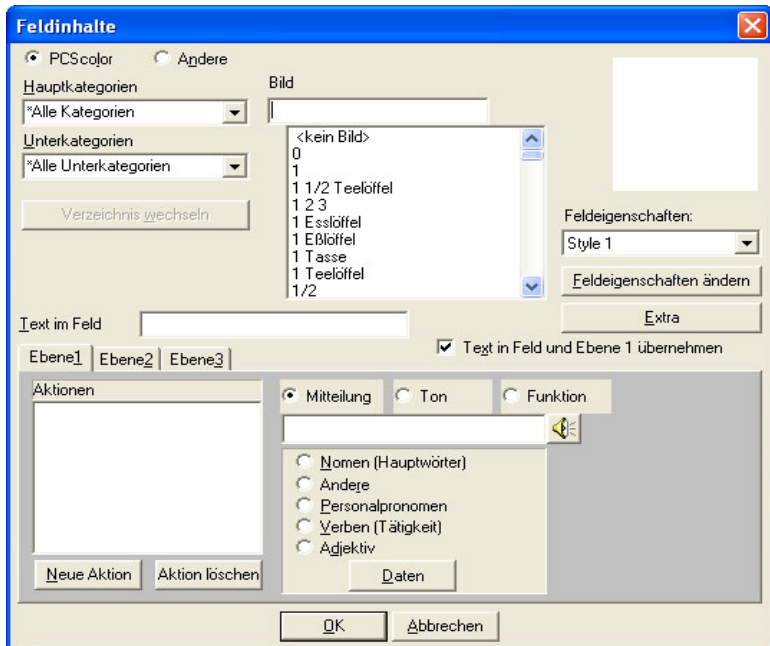 Feldinhalte
PCScolor
Andere
Hauptkategorien
*Alle Kategorien
Unterkategorien
*Alle Unterkategorien
Verzeichnis wechseln
Bild
<kein Bild>
0
1
1 1/2 Teelöffel
1 2 3
1 Esslöffel
1 Eßlöffel
1 Tasse
1 Teelöffel
1/2
Feldeigenschaften:
Style 1
Feldeigenschaften ändern
Extra
Text im Feld
Text in Feld und Ebene 1 übernehmen
Ebene1 Ebene2 Ebene3
Aktionen
Neue Aktion
Aktion löschen
Mitteilung
Ton
Funktion
Nomen (Hauptwörter)
Andere
Personalpronomen
Verben (Tätigkeit)
Adjektiv
Daten
OK
Abbrechen